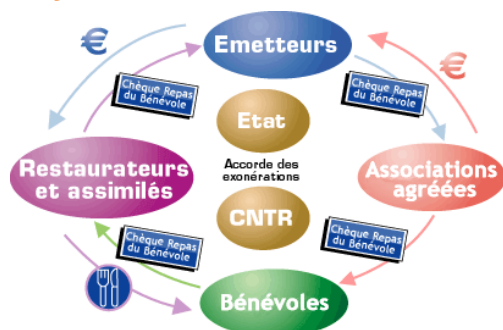 Emetteurs
€
€
Chèque Repas
du Bénévole
Chèque Repas
du Bénévole
Etat
Restaurateurs
et assimilés
Accorde des
exonérations
Associations
agréées
CNTR
Chèque Repas
du Bénévole
Chèque Repas
du Bénévole
Bénévoles